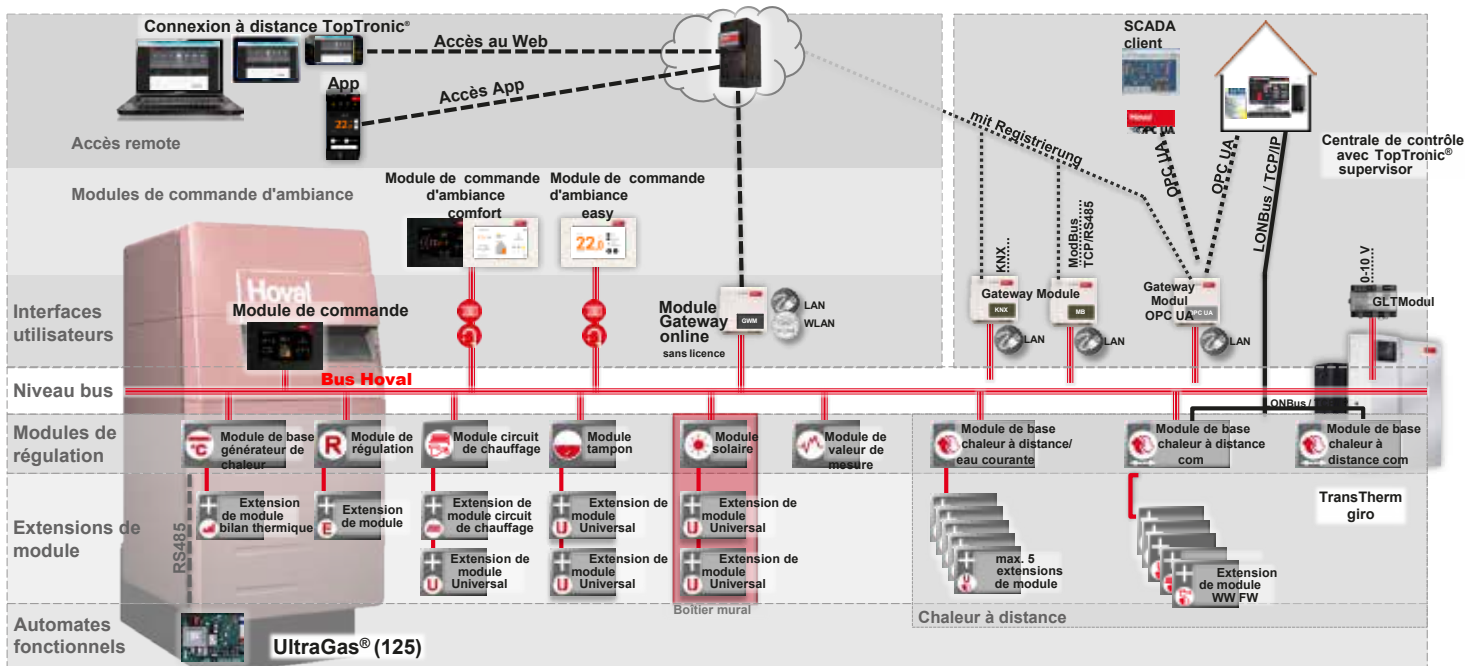 Connexion à distance TopTronic®
Accès au Web
App
Accès App
Accès remote
SCADA
client
Hoval
OPC UA
mit Registrierung
OPC UA
OPC UA
LONBus / TCP/IP
Centrale de contrôle
avec TopTronic®
supervisor
Modules de commande d'ambiance
Module de commande
d'ambiance
comfort
Module de commande
d'ambiance
easy
22.0
KNX
ModBus
TCP/RS485
0-10 V
Interfaces
utilisateurs
Hoval
Module de commande
Module
Gateway
online
sans licence
GWM
LAN
WLAN
Gateway Module
KNX
LAN
MB
LAN
Gateway
Modul
OPC UA
OPC UA
LAN
GLTModul
Niveau bus
Bus Hoval
LONBus /
Modules de
régulation
°C
Module de base
générateur de
chaleur
R
Module de
régulation
Module circuit
de chauffage
Module
tampon
Module
solaire
Module de
valeur de
mesure
Module de base
chaleur à distance/
eau courante
Module de base
chaleur à distance
com
Module de base
chaleur à
distance com
TransTherm
giro
Extensions de
module
RS485
Extension
de module
bilan thermique
E
Extension
de module
Extension de
module circuit
de chauffage
U
Extension de
module
Universal
U
Extension de
module
Universal
U
Extension de
module
Universal
U
Extension de
module
Universal
U
Extension de
module
Universal
Boîtier mural
max. 5
extensions
de module
Extension
de module
WW FW
Chaleur à distance
Automates
fonctionnels
UltraGas® (125)